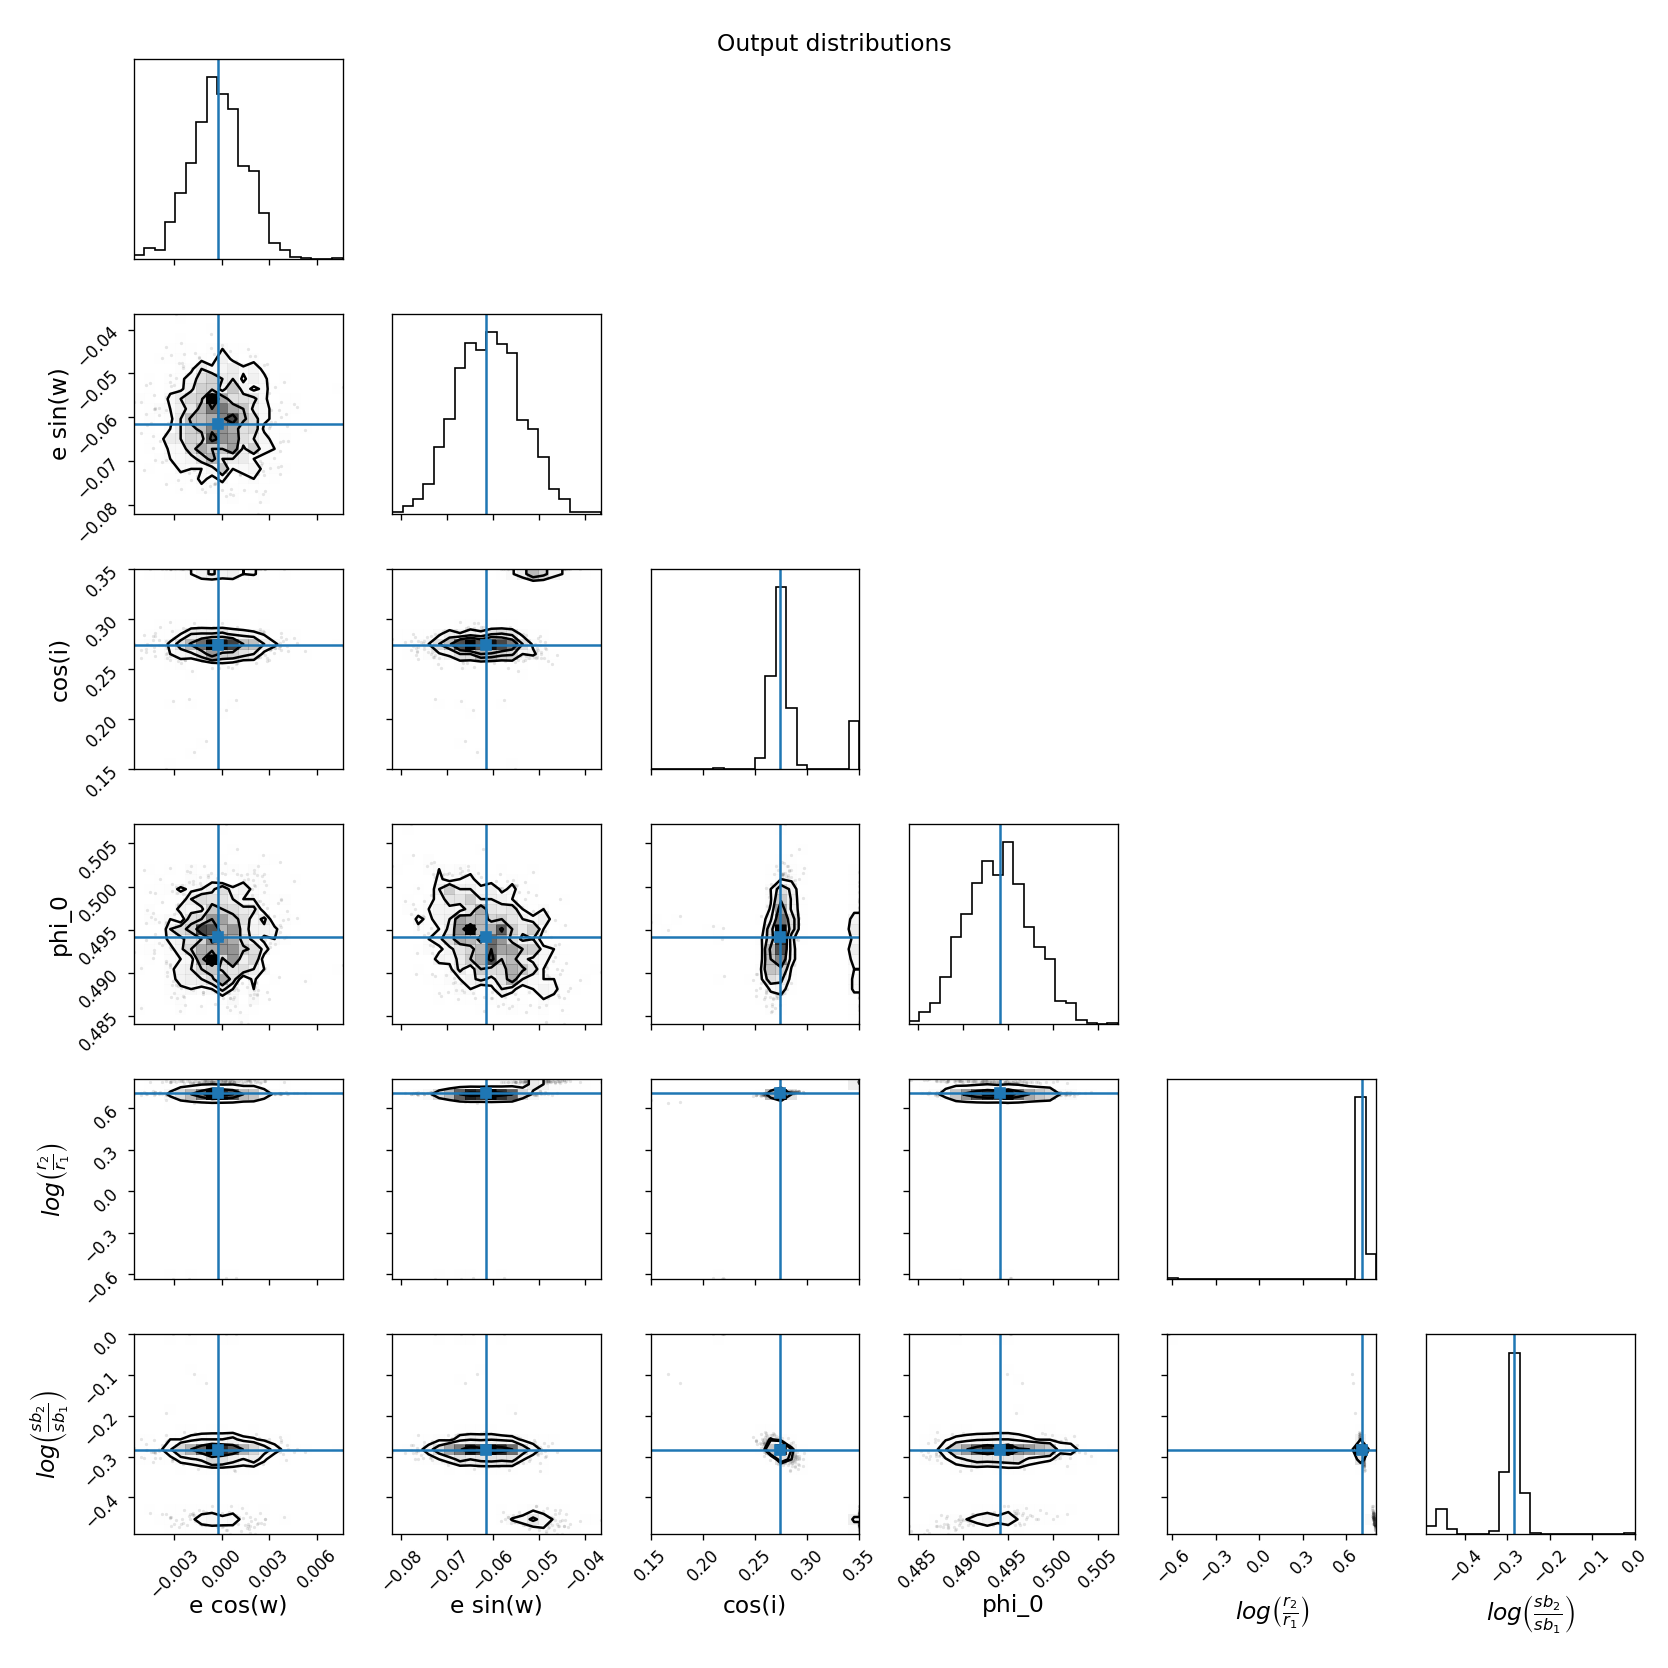 Output distributions
e sin(w)
−0.04
−0.05
−0.06
−0.07
−0.08
cos(i)
0.35
0.30
0.25
0.20
0.15
phi_0
0.505
0.500
0.495
0.490
0.485
log(r2/r1)
0.6
0.3
0.0
−0.3
−0.6
log(sb2/sb1)
0.0
−0.1
−0.2
−0.3
−0.4
−0.003 0.000 0.003 0.006
−0.08 −0.07 −0.06 −0.05 −0.04
0.15 0.20 0.25 0.30 0.35
0.485 0.490 0.495 0.500 0.505
−0.6 −0.3 0.0 0.3 0.6
−0.4 −0.3 −0.2 −0.1 0.0
e cos(w) e sin(w) cos(i) phi_0 log(r2/r1) log(sb2/sb1)